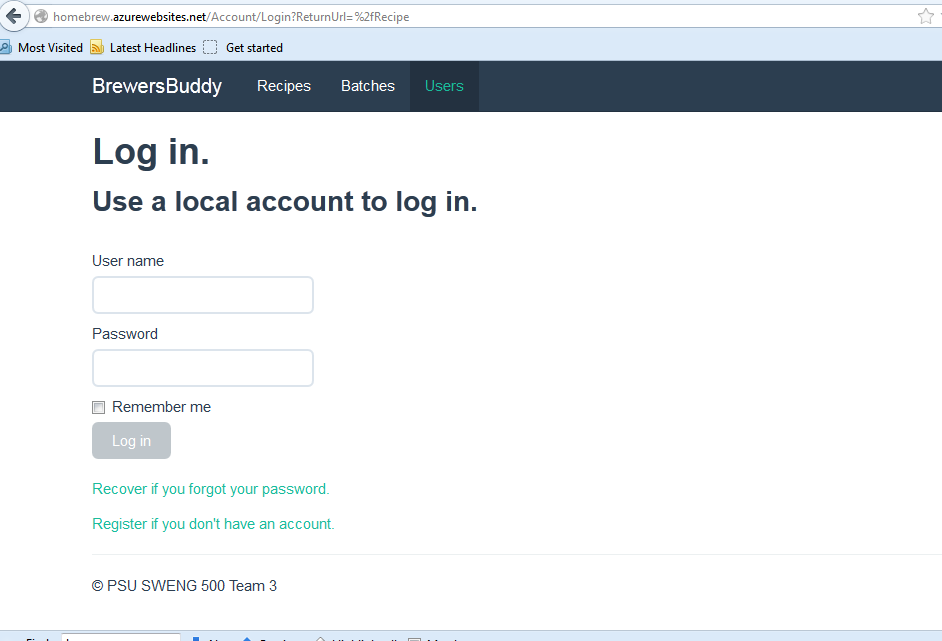 homebrew.azurewebsites.net/Account/Login?ReturnUrl=%2fRecipe
Most Visited Latest Headlines Get started
BrewersBuddy Recipes Batches Users
Log in.
Use a local account to log in.
User name
Password
Remember me
Log in
Recover if you forgot your password.
Register if you don't have an account.
© PSU SWENG 500 Team 3